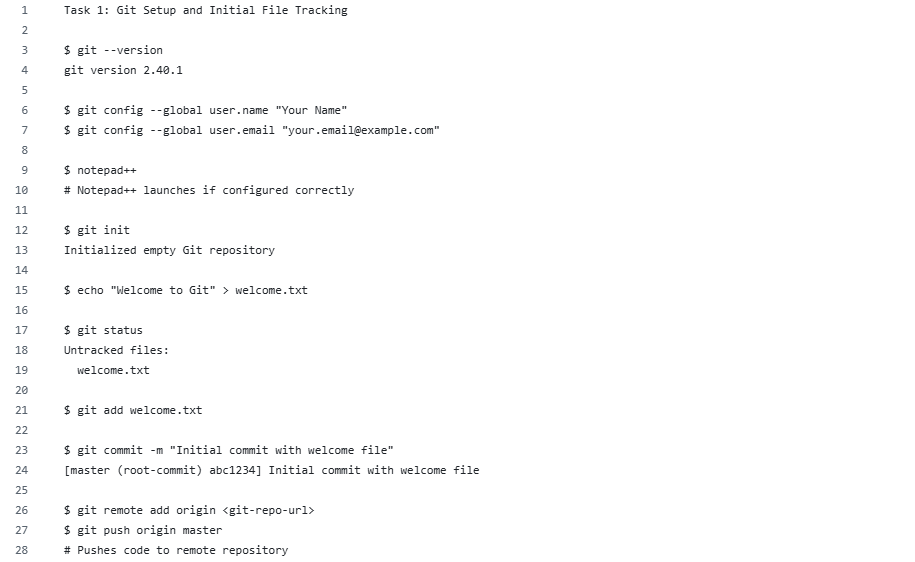 1 Task 1: Git Setup and Initial File Tracking
2
3 $ git --version
4 git version 2.40.1
5
6 $ git config --global user.name "Your Name"
7 $ git config --global user.email "your.email@example.com"
8
9 $ notepad++
10 # Notepad++ launches if configured correctly
11
12 $ git init
13 Initialized empty Git repository
14
15 $ echo "Welcome to Git" > welcome.txt
16
17 $ git status
18 Untracked files:
19   welcome.txt
20
21 $ git add welcome.txt
22
23 $ git commit -m "Initial commit with welcome file"
24 [master (root-commit) abc1234] Initial commit with welcome file
25
26 $ git remote add origin <git-repo-url>
27 $ git push origin master
28 # Pushes code to remote repository